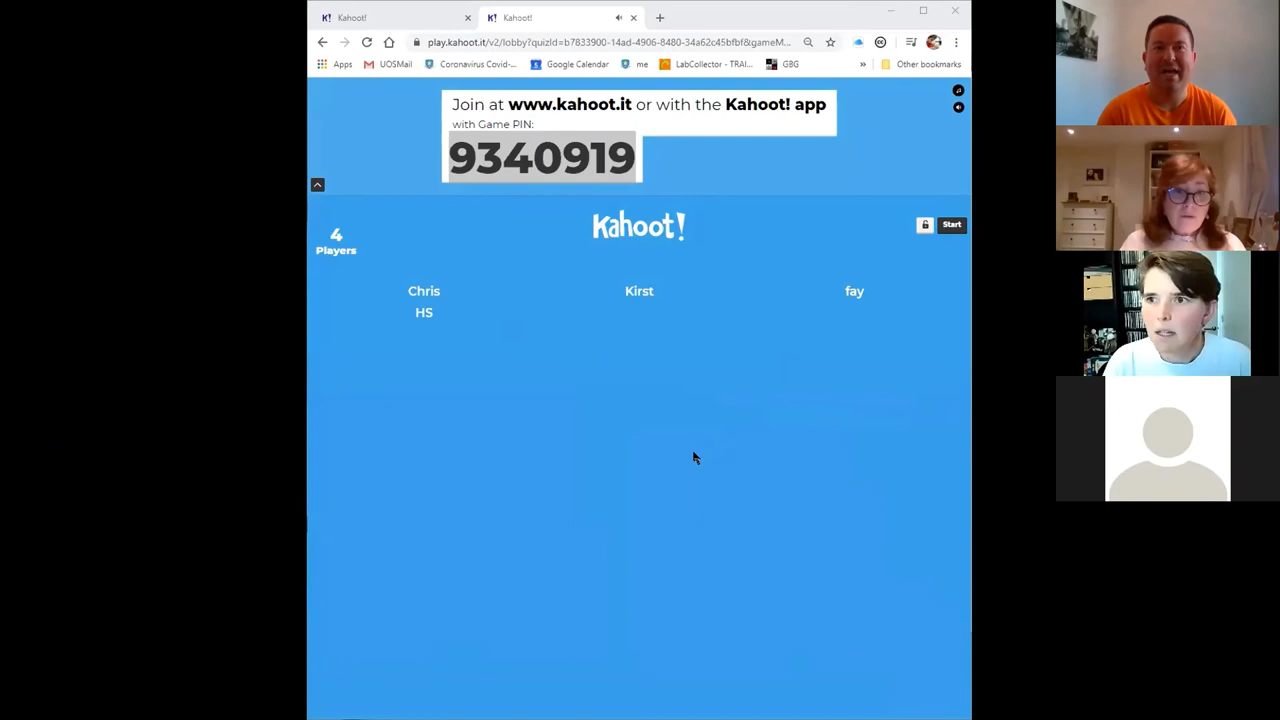 Kahoot!
Kahoot!
play.kahoot.it/v2/lobby?quizId=b7833900-14ad-4906-8480-34a62c45bfbf&gameM...
Apps UOSMail Coronavirus Covid-... Google Calendar me LabCollector - TRAI... GBG » Other bookmarks
Join at www.kahoot.it or with the Kahoot! app
with Game PIN:
9340919
4
Players
Kahoot!
Start
Chris Kirst fay
HS